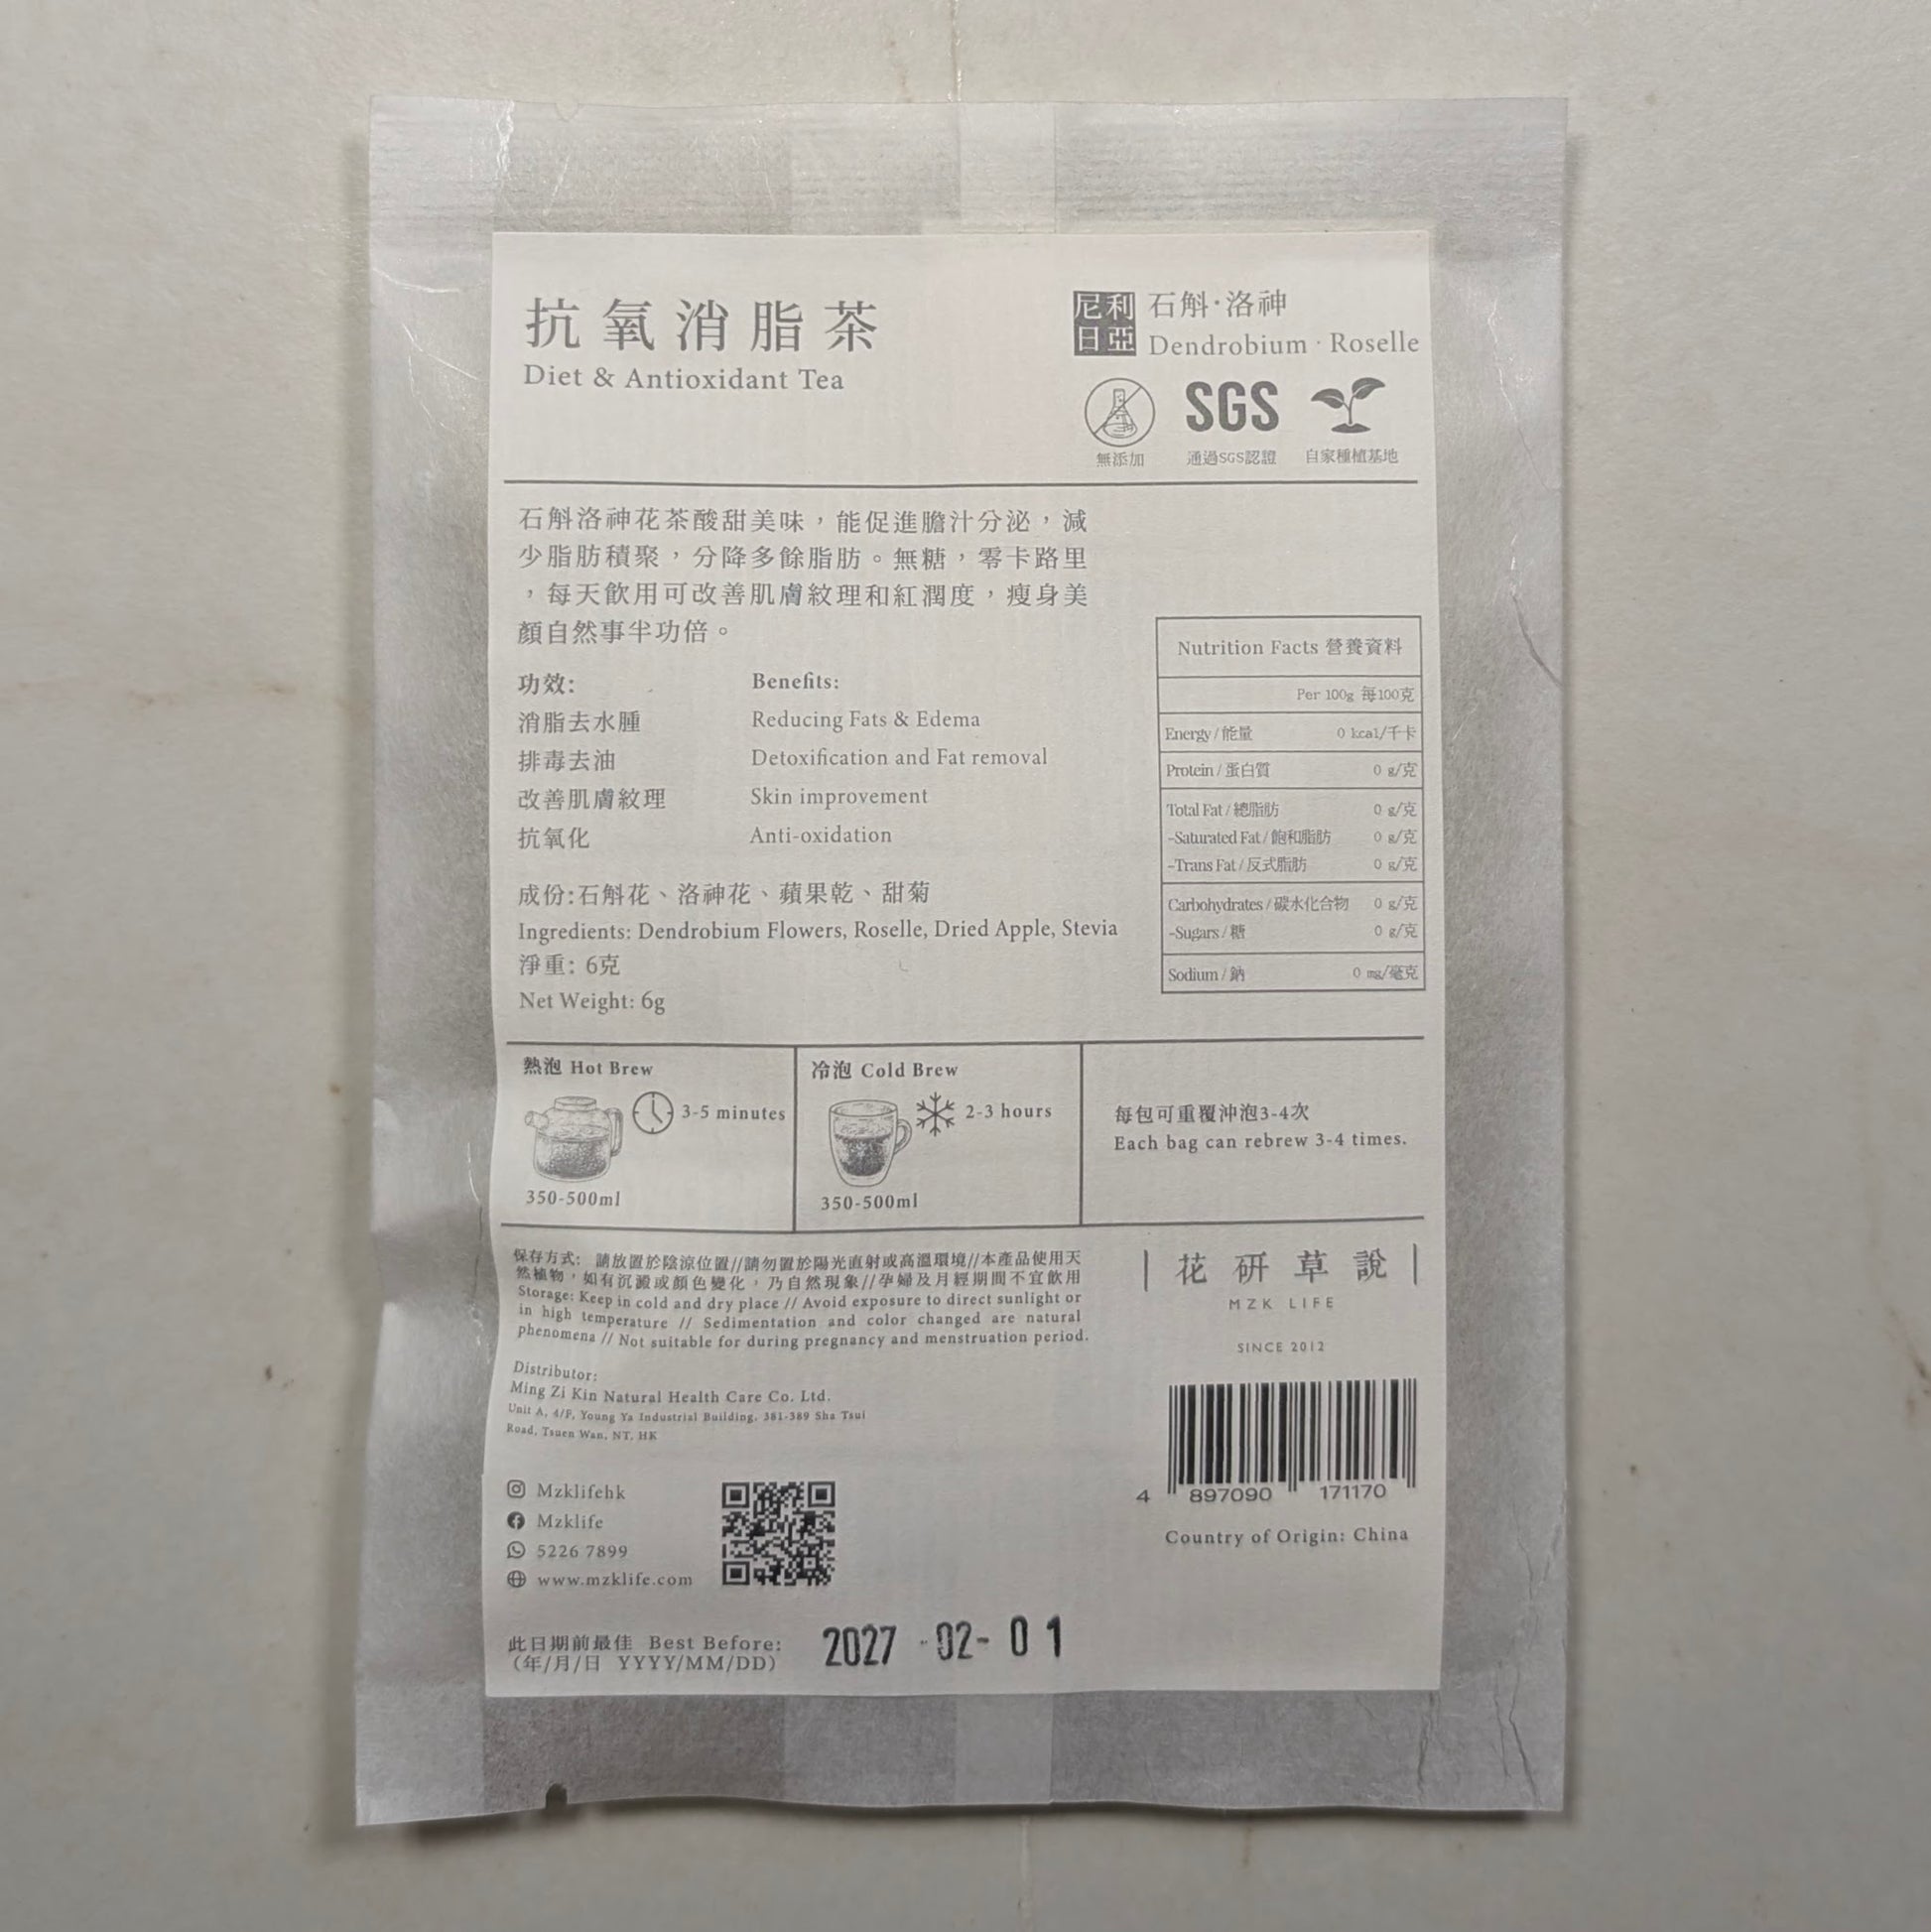 抗氧消脂茶
Diet & Antioxidant Tea
尼利
日亞
石斛·洛神
Dendrobium · Roselle
SGS
無添加
通過SGS認證
自家種植基地
石斛洛神花茶酸甜美味，能促進膽汁分泌，減
少脂肪積聚，分降多餘脂肪。無糖，零卡路里
，每天飲用可改善肌膚紋理和紅潤度，瘦身美
顏自然事半功倍。
功效:
消脂去水腫
排毒去油
改善肌膚紋理
抗氧化
Benefits:
Reducing Fats & Edema
Detoxification and Fat removal
Skin improvement
Anti-oxidation
成份:石斛花、洛神花、蘋果乾、甜菊
Ingredients: Dendrobium Flowers, Roselle, Dried Apple, Stevia
淨重: 6克
Net Weight: 6g
Nutrition Facts 營養資料
Per 100g 每100克
Energy / 能量 0 kcal/千卡
Protein / 蛋白質 0 g/克
Total Fat / 總脂肪 0 g/克
-Saturated Fat / 飽和脂肪 0 g/克
-Trans Fat / 反式脂肪 0 g/克
Carbohydrates / 碳水化合物 0 g/克
-Sugars / 糖 0 g/克
Sodium / 鈉 0 mg/毫克
熱泡 Hot Brew
3-5 minutes
350-500ml
冷泡 Cold Brew
2-3 hours
350-500ml
每包可重覆沖泡3-4次
Each bag can rebrew 3-4 times.
保存方式: 請放置於陰涼位置//請勿置於陽光直射或高溫環境//本產品使用天
然植物，如有沉澱或顏色變化，乃自然現象//孕婦及月經期間不宜飲用
Storage: Keep in cold and dry place // Avoid exposure to direct sunlight or
in high temperature // Sedimentation and color changed are natural
phenomena // Not suitable for during pregnancy and menstruation period.
Distributor:
Ming Zi Kin Natural Health Care Co. Ltd.
Unit A, 4/F, Young Ya Industrial Building, 381-389 Sha Tsui
Road, Tsuen Wan, NT, HK
花研草說
MZK LIFE
SINCE 2012
4 897090 171170
Country of Origin: China
Mzklifehk
Mzklife
5226 7899
www.mzklife.com
此日期前最佳 Best Before:
(年/月/日 YYYY/MM/DD)
2027-02-01